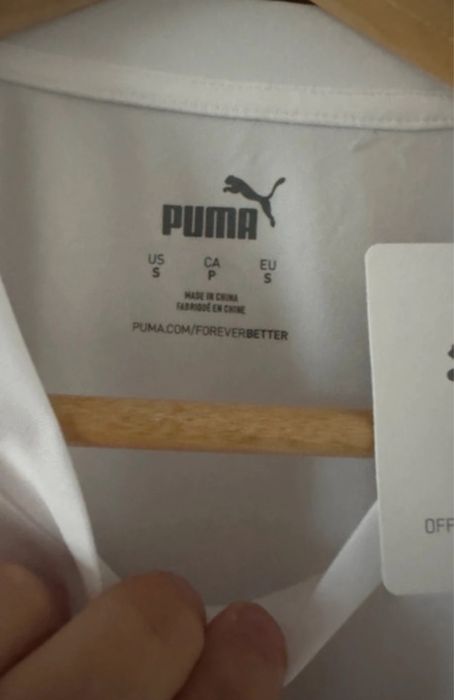 PUMA
US CA EU
S P S
MADE IN CHINA
FABRIQUÉ EN CHINE
PUMA.COM/FOREVERBETTER
OFF